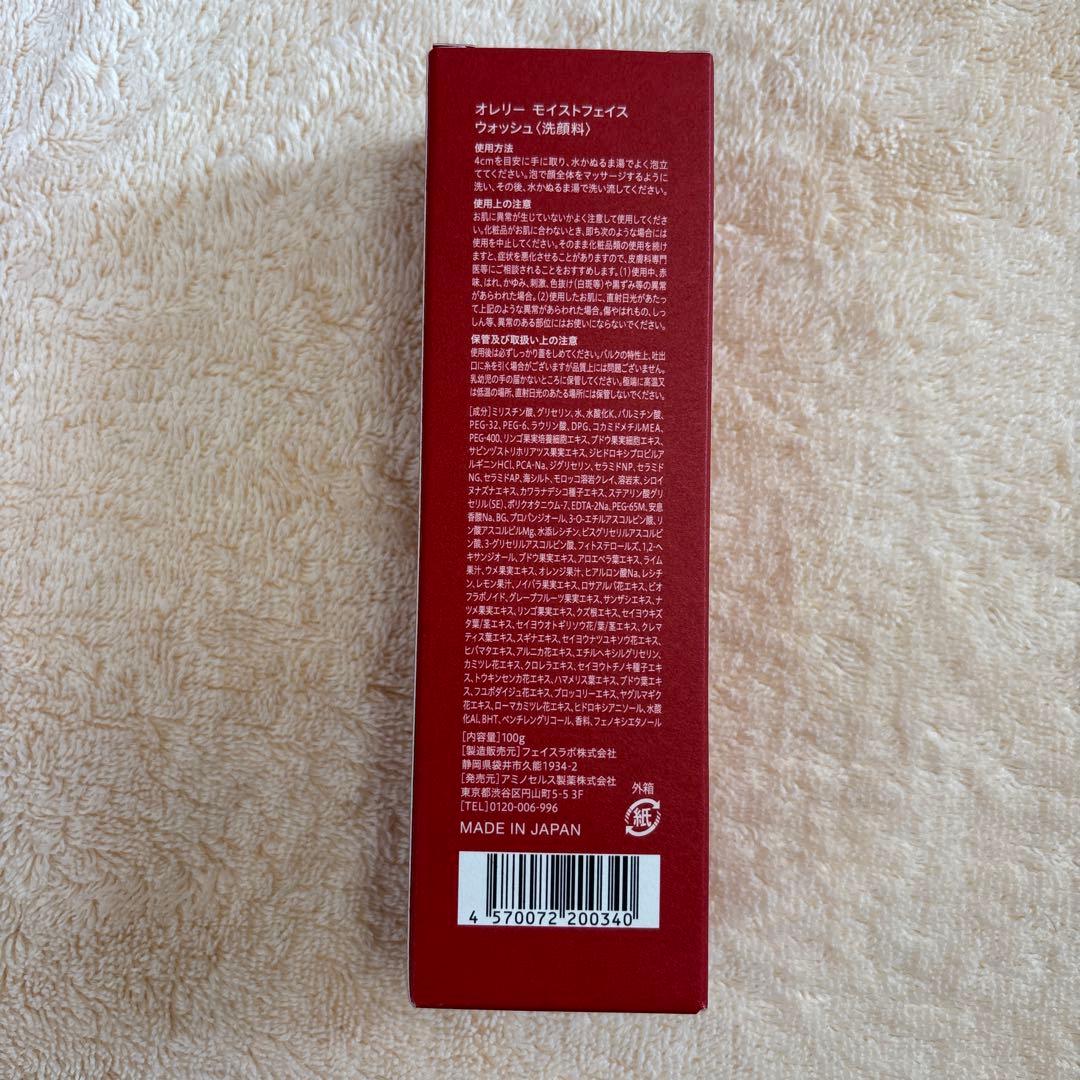 オレリー モイストフェイス
ウォッシュ〈洗顔料〉
使用方法
4cmを目安に手に取り、水かぬるま湯でよく泡立
ててください。泡で顔全体をマッサージするように
洗い、その後、水かぬるま湯で洗い流してください。
使用上の注意
お肌に異常が生じていないかよく注意して使用してくださ
い。化粧品がお肌に合わないとき、即ち次のような場合には
使用を中止してください。そのまま化粧品類の使用を続け
ますと、症状を悪化させることがありますので、皮膚科専門
医等にご相談されることをおすすめします。(1)使用中、赤
味、はれ、かゆみ、刺激、色抜け(白斑等)や黒ずみ等の異常
があらわれた場合。(2)使用したお肌に、直射日光があたっ
て上記のような異常があらわれた場合。傷やはれもの、しっ
しん等、異常のある部位にはお使いにならないでください。
保管及び取扱い上の注意
使用後は必ずしっかり蓋をしめてください。バルクの特性上、吐出
口に糸を引く場合がございますが品質上には問題ございません。
乳幼児の手の届かないところに保管してください。極端に高温又
は低温の場所、直射日光のあたる場所には保管しないでください。
[成分]ミリスチン酸、グリセリン、水、水酸化K、パルミチン酸、
PEG-32、PEG-6、ラウリン酸、DPG、コカミドメチルMEA、
PEG-400、リンゴ果実培養細胞エキス、ブドウ果実細胞エキス、
サピンヅストリホリアツス果実エキス、ジヒドロキシプロピルア
ルギニンHCl、PCA-Na、ジグリセリン、セラミドNP、セラミド
NG、セラミドAP、海シルト、モロッコ溶岩クレイ、溶岩末、シロイ
ヌナズナエキス、カワラナデシコ種子エキス、ステアリン酸グリ
セリル(SE)、ポリクオタニウム-7、EDTA-2Na、PEG-65M、安息
香酸Na、BG、プロパンジオール、3-O-エチルアスコルビン酸、リ
ン酸アスコルビルMg、水添レシチン、ビスグリセリルアスコルビ
ン酸、3-グリセリルアスコルビン酸、フィトステロールズ、1,2-ヘ
キサンジオール、ブドウ果実エキス、アロエベラ葉エキス、ライム
果汁、ウメ果実エキス、オレンジ果汁、ヒアルロン酸Na、レシチ
ン、レモン果汁、ノイバラ果実エキス、ロサアルバ花エキス、ビオ
フラボノイド、グレープフルーツ果実エキス、サンザシエキス、ナ
ツメ果実エキス、リンゴ果実エキス、クズ根エキス、セイヨウキズ
タ葉/茎エキス、セイヨウオトギリソウ花/葉/茎エキス、クレマ
ティス葉エキス、スギナエキス、セイヨウナツユキソウ花エキス、
ヒバマタエキス、アルニカ花エキス、エチルヘキシルグリセリン、
カミツレ花エキス、クロレラエキス、セイヨウトチノキ種子エキ
ス、トウキンセンカ花エキス、ハマメリス葉エキス、ブドウ葉エキ
ス、フユボダイジュ花エキス、ブロッコリーエキス、ヤグルマギク
花エキス、ローマカミツレ花エキス、ヒドロキシアニソール、水酸
化Al、BHT、ペンチレングリコール、香料、フェノキシエタノール
[内容量]100g
[製造販売元]フェイスラボ株式会社
静岡県袋井市久能1934-2
[発売元]アミノセルス製薬株式会社
東京都渋谷区円山町5-5 3F
[TEL]0120-006-996
外箱
紙
MADE IN JAPAN
4 570072 200340